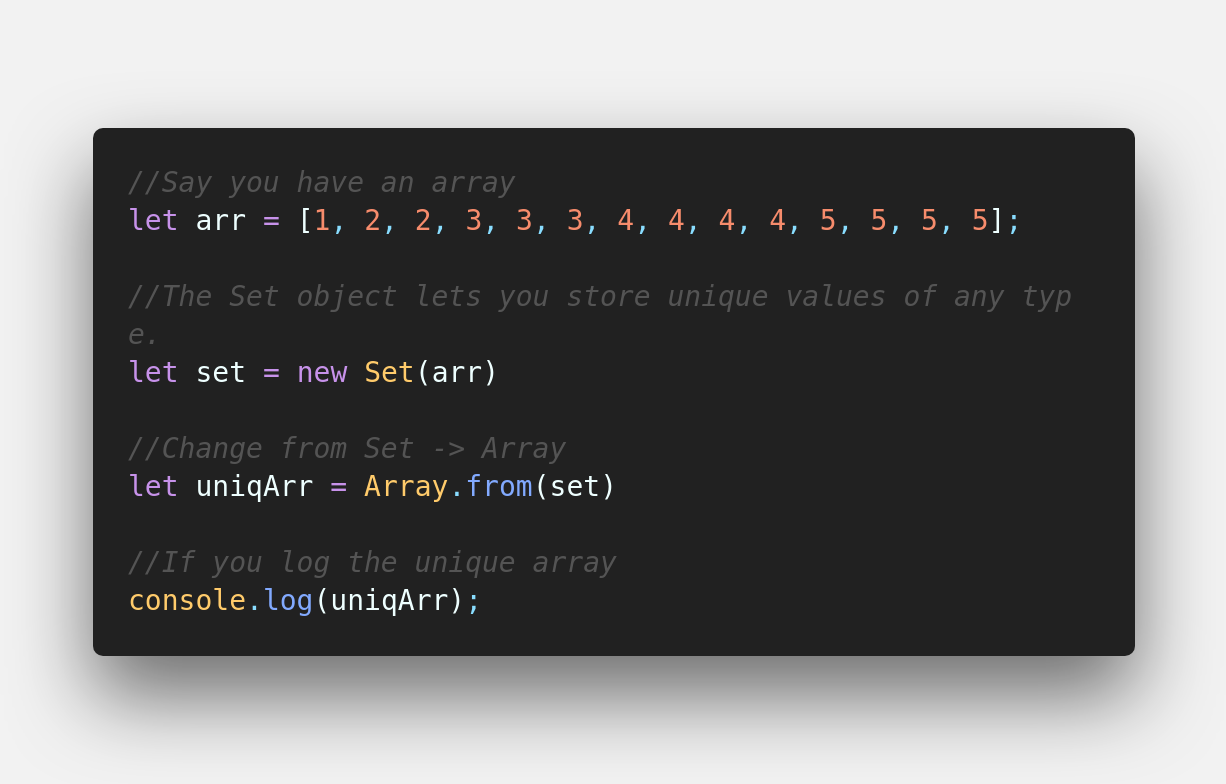 //Say you have an array
let arr = [1, 2, 2, 3, 3, 3, 4, 4, 4, 4, 5, 5, 5, 5];
//The Set object lets you store unique values of any typ
e.
let set = new Set(arr)
//Change from Set -> Array
let uniqArr = Array.from(set)
//If you log the unique array
console.log(uniqArr);